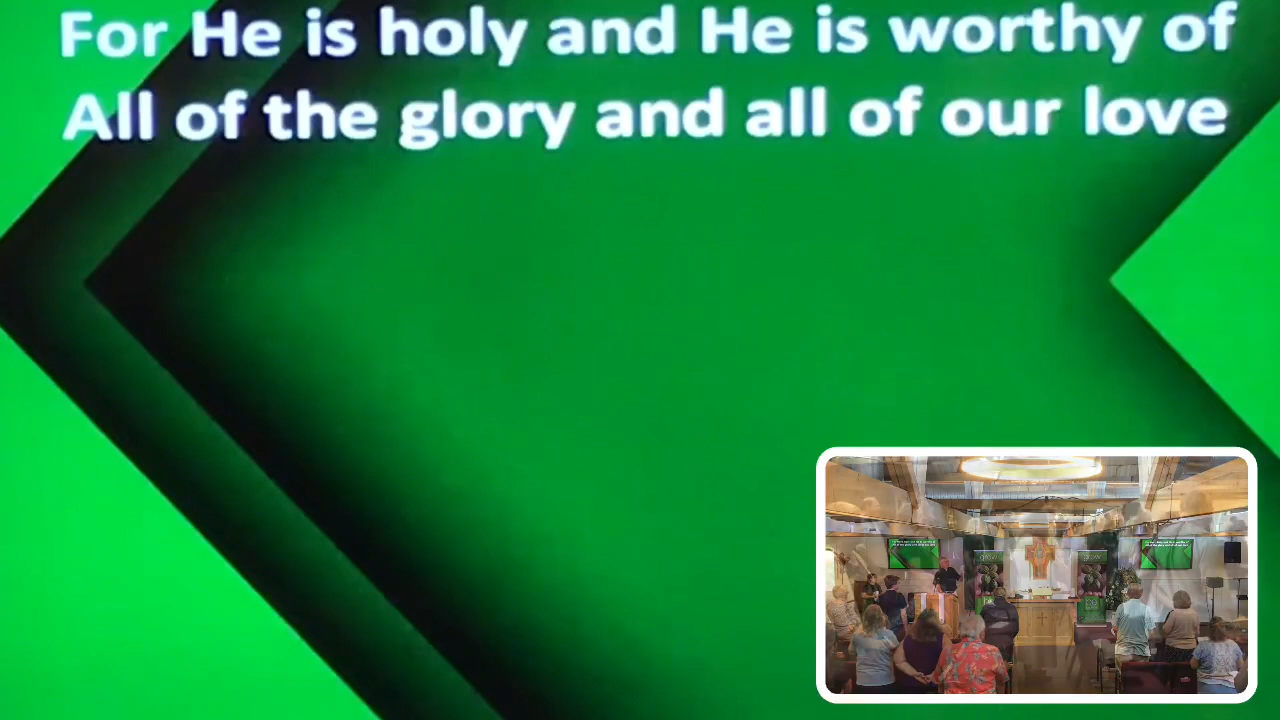 For He is holy and He is worthy of
All of the glory and all of our love